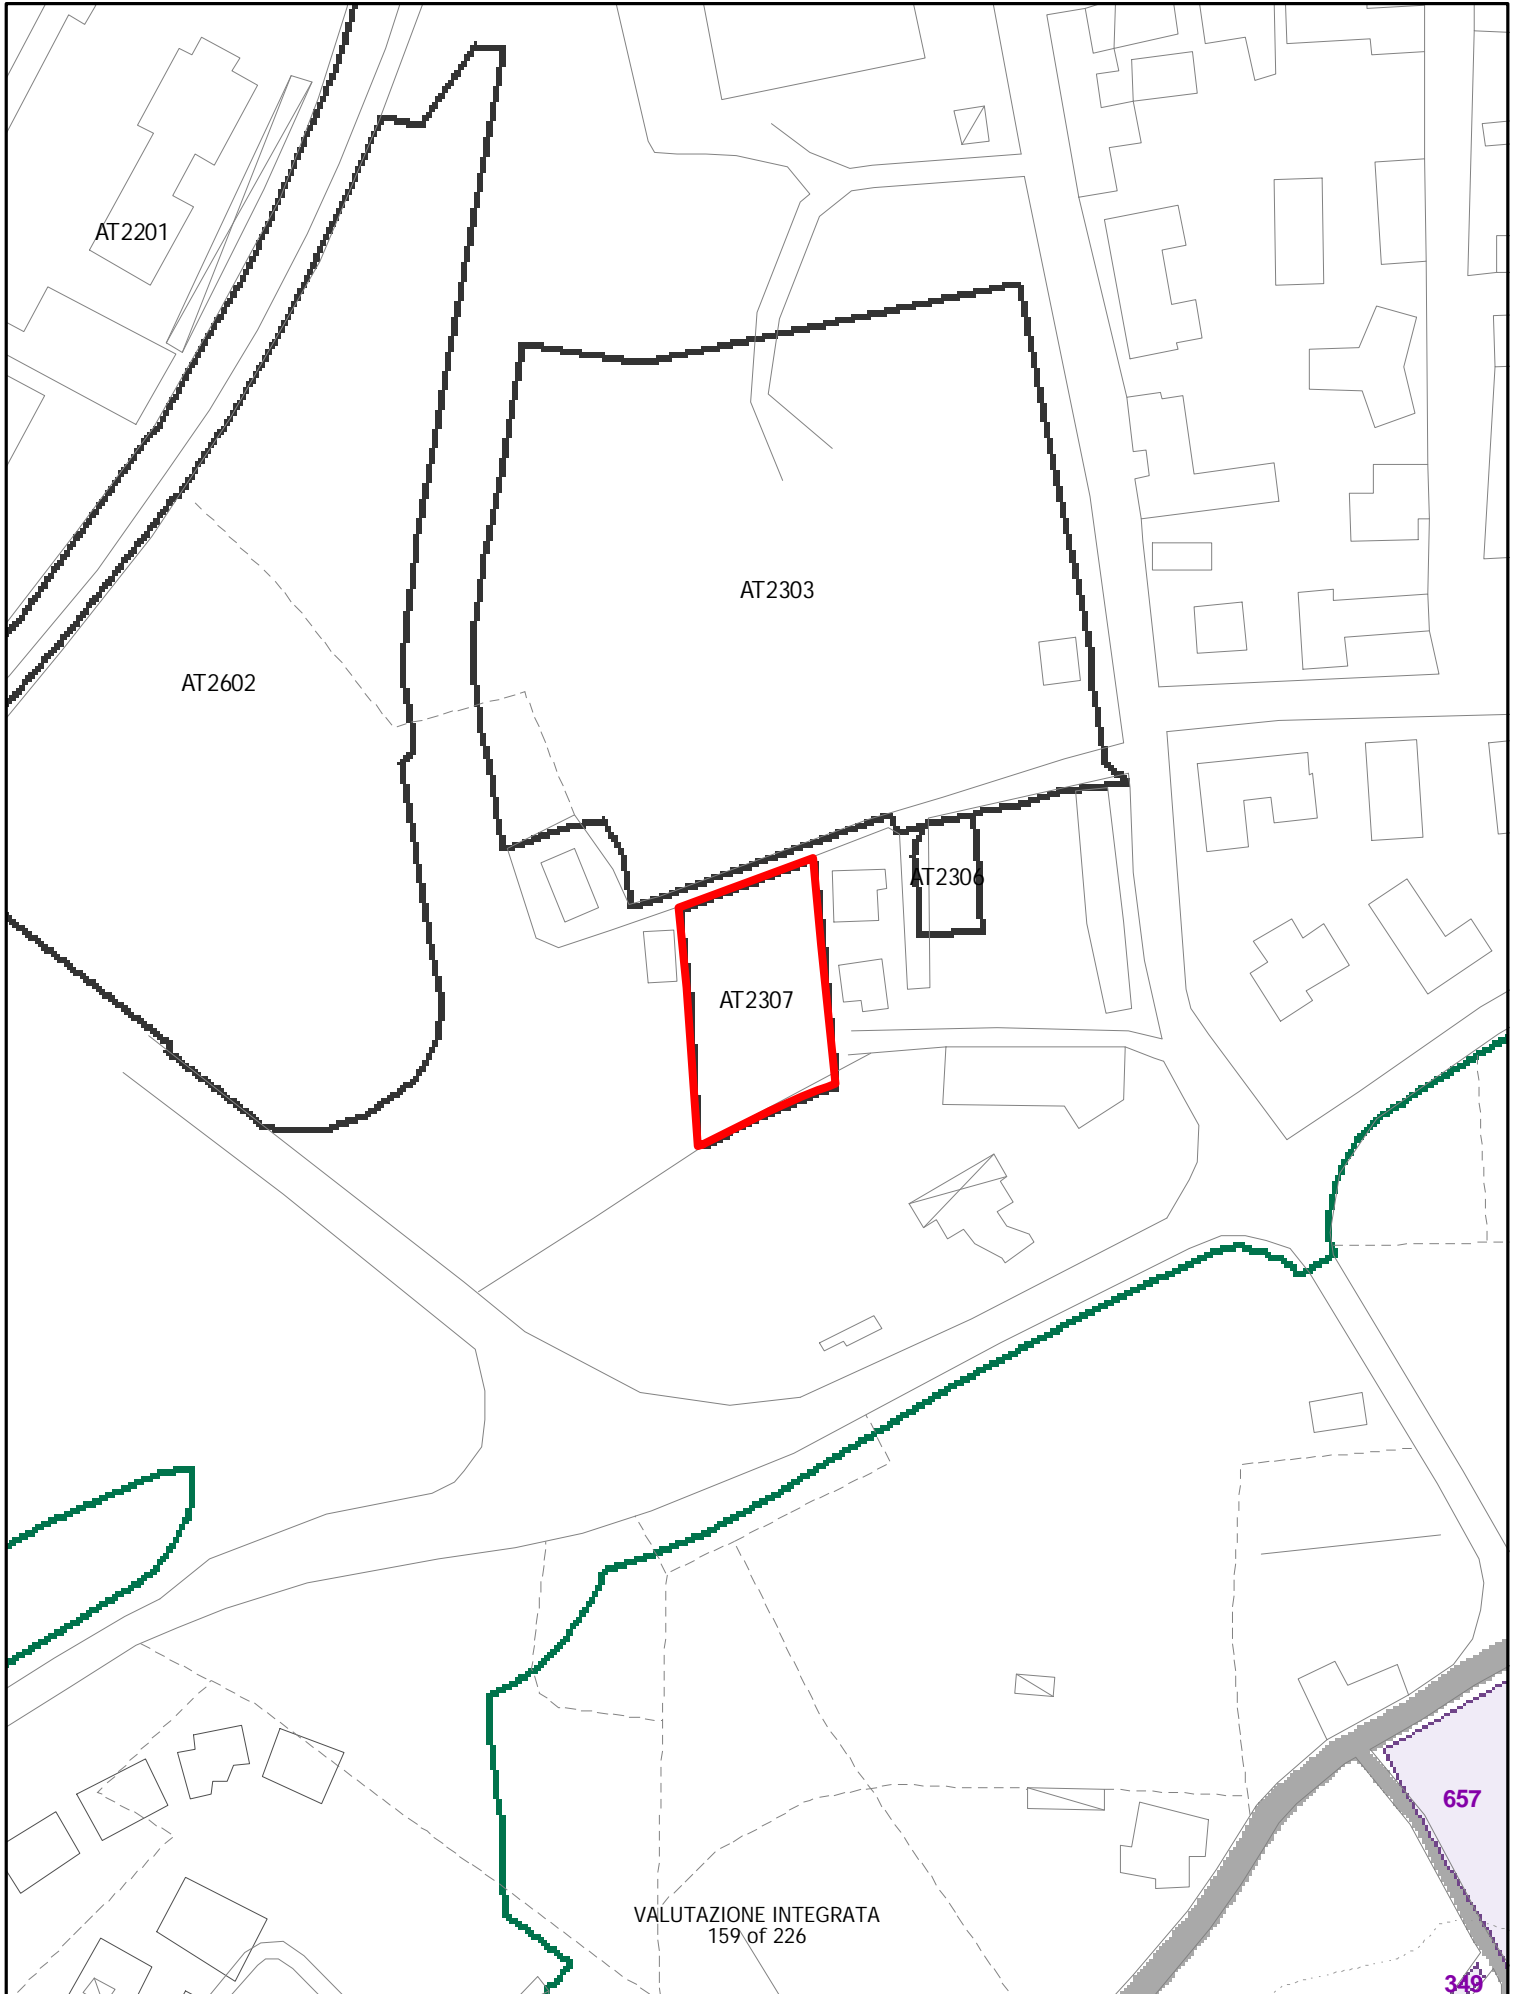 AT2201
AT2303
AT2602
AT2306
AT2307
657
VALUTAZIONE INTEGRATA
159 of 226
349